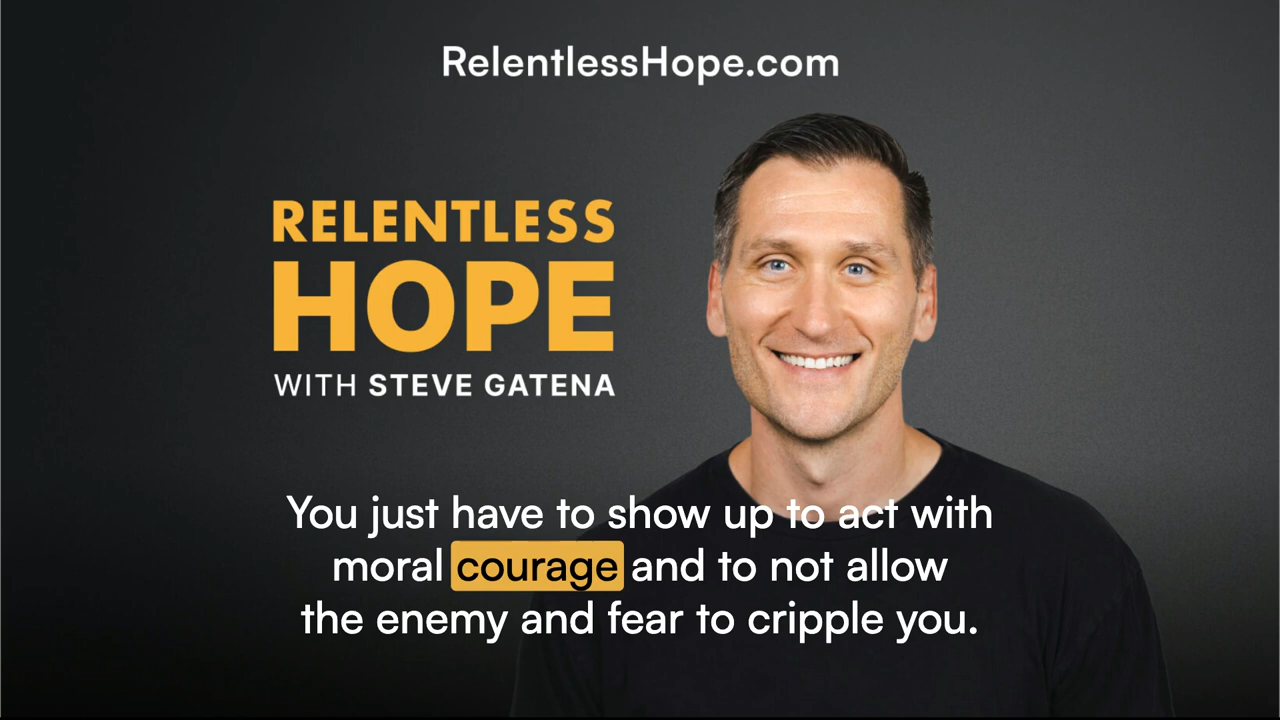 RelentlessHope.com
RELENTLESS
HOPE
WITH STEVE GATENA
You just have to show up to act with
moral courage and to not allow
the enemy and fear to cripple you.